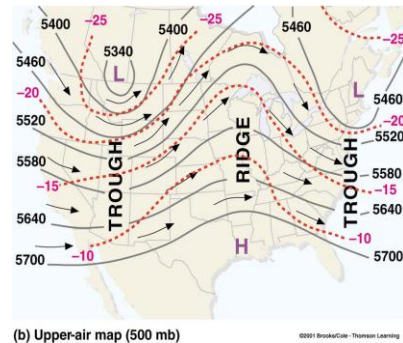 -25
5400
5340
5400
5460
-25
5460
L
L
-20
5460
5520
-20
5520
5580
TROUGH
RIDGE
TROUGH
5580
-15
-15
5640
5640
-10
-10
5700
H
5700
(b) Upper-air map (500 mb)
©2001 Brooks/Cole - Thomson Learning